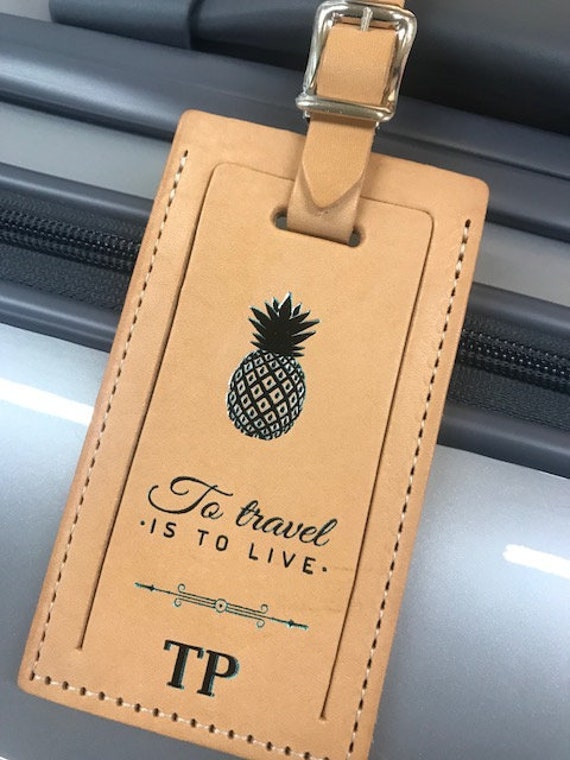 To travel
·IS TO LIVE·
TP